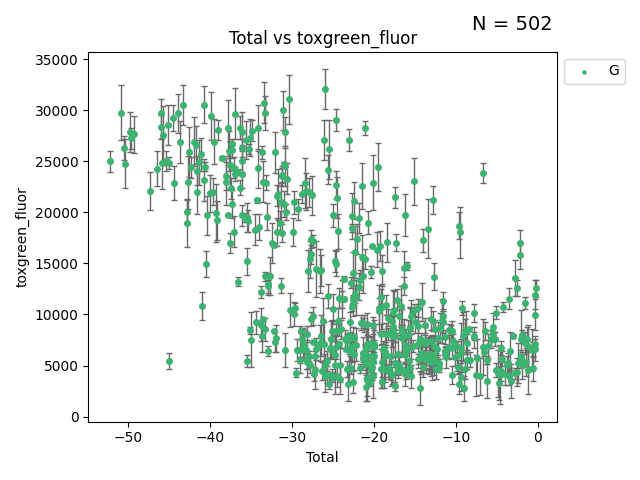 N = 502
Total vs toxgreen_fluor
G
toxgreen_fluor
35000
30000
25000
20000
15000
10000
5000
0
−50 −40 −30 −20 −10 0
Total